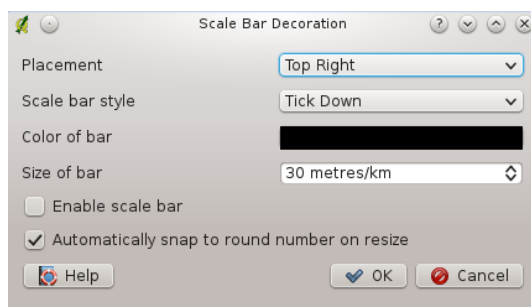 Scale Bar Decoration
Placement Top Right
Scale bar style Tick Down
Color of bar
Size of bar 30 metres/km
Enable scale bar
Automatically snap to round number on resize
Help OK Cancel